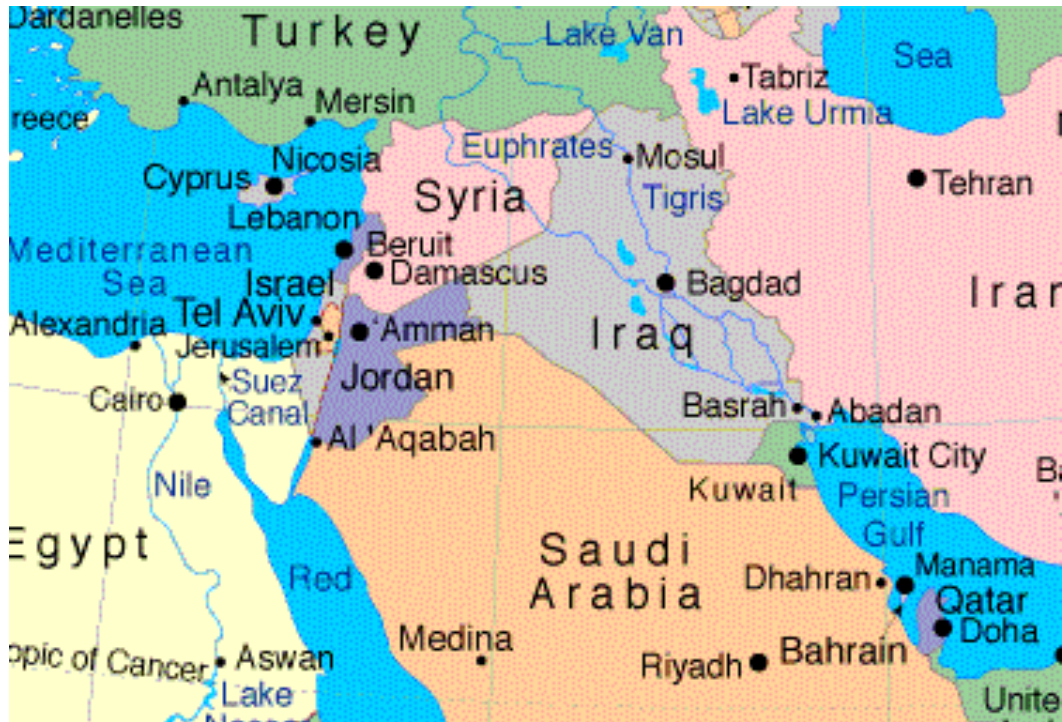 Dardanelles
Turkey
Lake Van
Sea
Tabriz
Antalya
Mersin
Lake Urmia
reece
Nicosia
Euphrates
Mosul
Cyprus
Syria
Tigris
Tehran
Lebanon
Mediterranean
Sea
Beruit
Damascus
Israel
Bagdad
Iran
Tel Aviv
'Amman
Alexandria
Jerusalem
Iraq
Suez
Canal
Jordan
Cairo
Basrah
Abadan
Al 'Aqabah
Kuwait City
Nile
Kuwait
Persian
Gulf
Ba
Egypt
Saudi
Arabia
Red
Dhahran
Manama
Qatar
Doha
Medina
opic of Cancer
Aswan
Riyadh
Bahrain
Lake
Unite